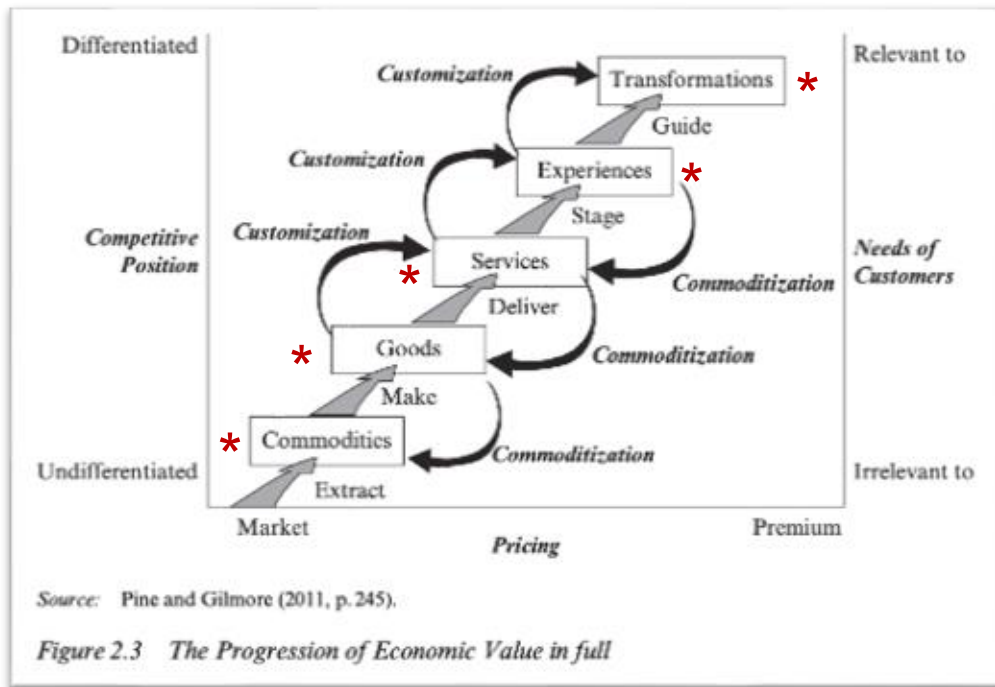 Differentiated
Relevant to
Customization
Transformations *
Guide
Customization
Experiences *
Stage
Customization
Competitive
Position
* Services
Needs of
Customers
Commoditization
Deliver
* Goods
Commoditization
Make
* Commodities
Commoditization
Undifferentiated
Irrelevant to
Extract
Market
Premium
Pricing
Source: Pine and Gilmore (2011, p. 245).
Figure 2.3 The Progression of Economic Value in full